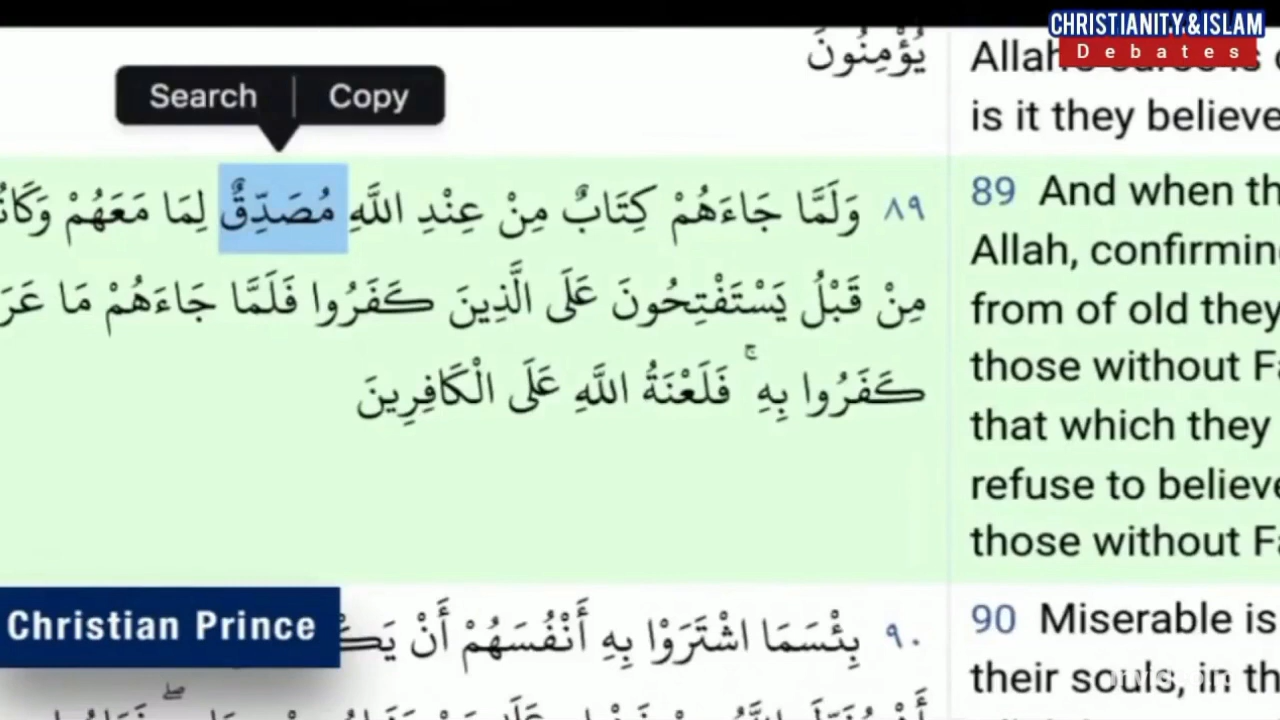 CHRISTIANITY & ISLAM
Debates
Search | Copy
يُؤْمِنُونَ
٨٩ وَلَمَّا جَاءَهُمْ كِتَابٌ مِنْ عِنْدِ اللَّهِ مُصَدِّقٌ لِمَا مَعَهُمْ
مِنْ قَبْلُ يَسْتَفْتِحُونَ عَلَى الَّذِينَ كَفَرُوا فَلَمَّا جَاءَهُمْ مَا
كَفَرُوا بِهِ ۚ فَلَعْنَةُ اللَّهِ عَلَى الْكَافِرِينَ
٩٠ بِئْسَمَا اشْتَرَوْا بِهِ أَنْفُسَهُمْ أَنْ
is it they believe
89 And when th
Allah, confirmin
from of old they
those without Fa
that which they
refuse to believe
those without Fa
90 Miserable is
their souls, in th
Christian Prince